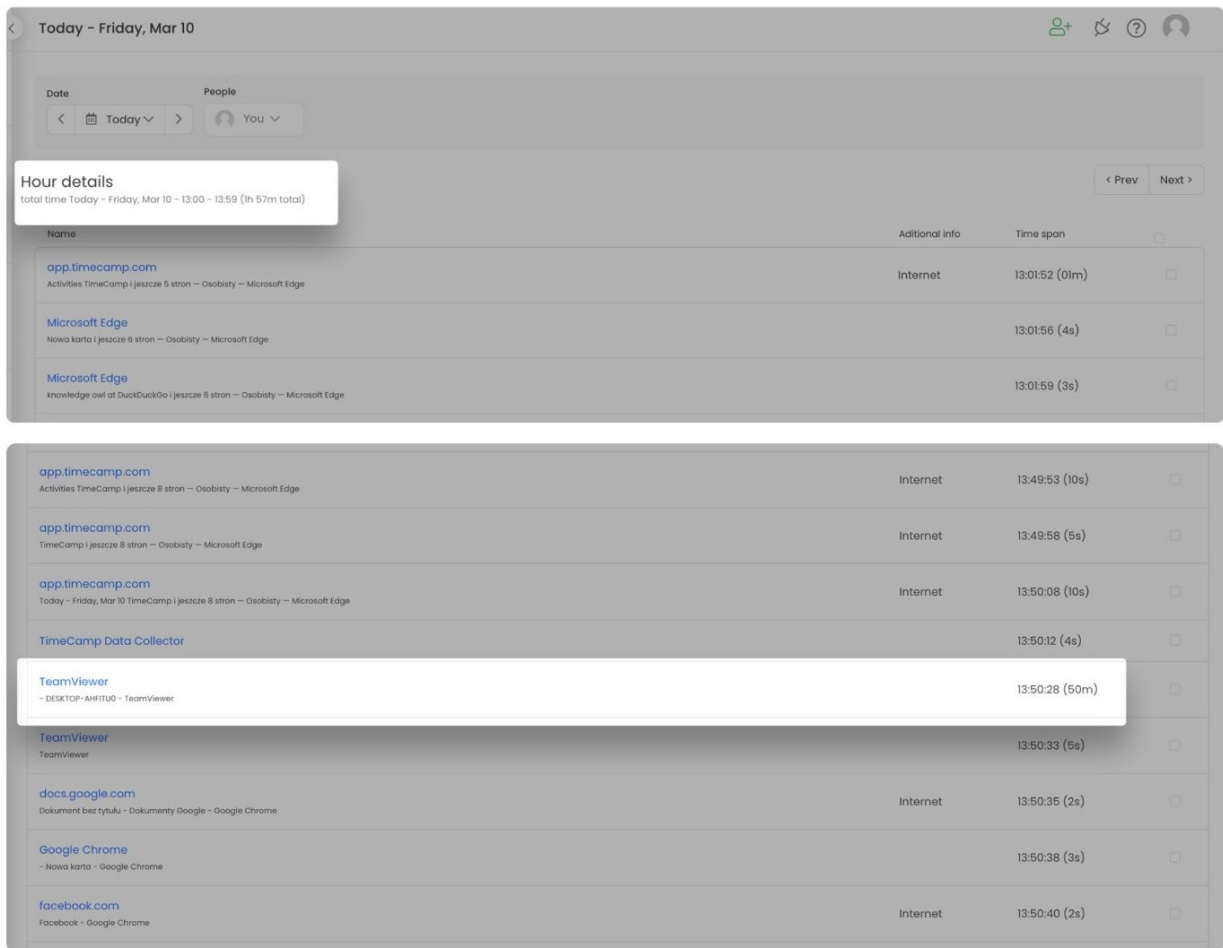 Today - Friday, Mar 10
Date
People
Today
You
Hour details
total time Today - Friday, Mar 10 - 13:00 - 13:59 (1h 57m total)
< Prev
Next >
Name
Aditional info
Time span
app.timecamp.com
Activities TimeCamp i jeszcze 5 stron — Osobisty — Microsoft Edge
Internet
13:01:52 (01m)
Microsoft Edge
Nowa karta i jeszcze 6 stron — Osobisty — Microsoft Edge
13:01:56 (4s)
Microsoft Edge
knowledge owl at DuckDuckGo i jeszcze 6 stron — Osobisty — Microsoft Edge
13:01:59 (3s)
app.timecamp.com
Activities TimeCamp i jeszcze 8 stron — Osobisty — Microsoft Edge
Internet
13:49:53 (10s)
app.timecamp.com
TimeCamp i jeszcze 8 stron — Osobisty — Microsoft Edge
Internet
13:49:58 (5s)
app.timecamp.com
Today - Friday, Mar 10 TimeCamp i jeszcze 8 stron — Osobisty — Microsoft Edge
Internet
13:50:08 (10s)
TimeCamp Data Collector
13:50:12 (4s)
TeamViewer
- DESKTOP-AHFITU0 - TeamViewer
13:50:28 (50m)
TeamViewer
TeamViewer
13:50:33 (5s)
docs.google.com
Dokument bez tytułu - Dokumenty Google - Google Chrome
Internet
13:50:35 (2s)
Google Chrome
- Nowa karta - Google Chrome
13:50:38 (3s)
facebook.com
Facebook - Google Chrome
Internet
13:50:40 (2s)